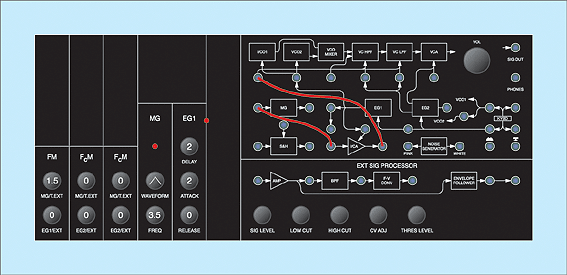 VCO1 VCO2 VCO MIXER VC HPF VC LPF VCA VOL
SIG OUT
PHONES
MG EG1 EG2 VCO1
VCO2 KYBD
S&H VCA NOISE GENERATOR
PINK WHITE
EXT SIG PROCESSOR
AMP BPF F-V CONV ENVELOPE FOLLOWER
SIG LEVEL LOW CUT HIGH CUT CV ADJ THRES LEVEL
MG EG1
2
DELAY
FM FcM FcM
1.5 0 0 2
MG/T.EXT MG/T.EXT MG/T.EXT WAVEFORM ATTACK
0 0 0 3.5 0
EG1/EXT EG2/EXT EG2/EXT FREQ RELEASE